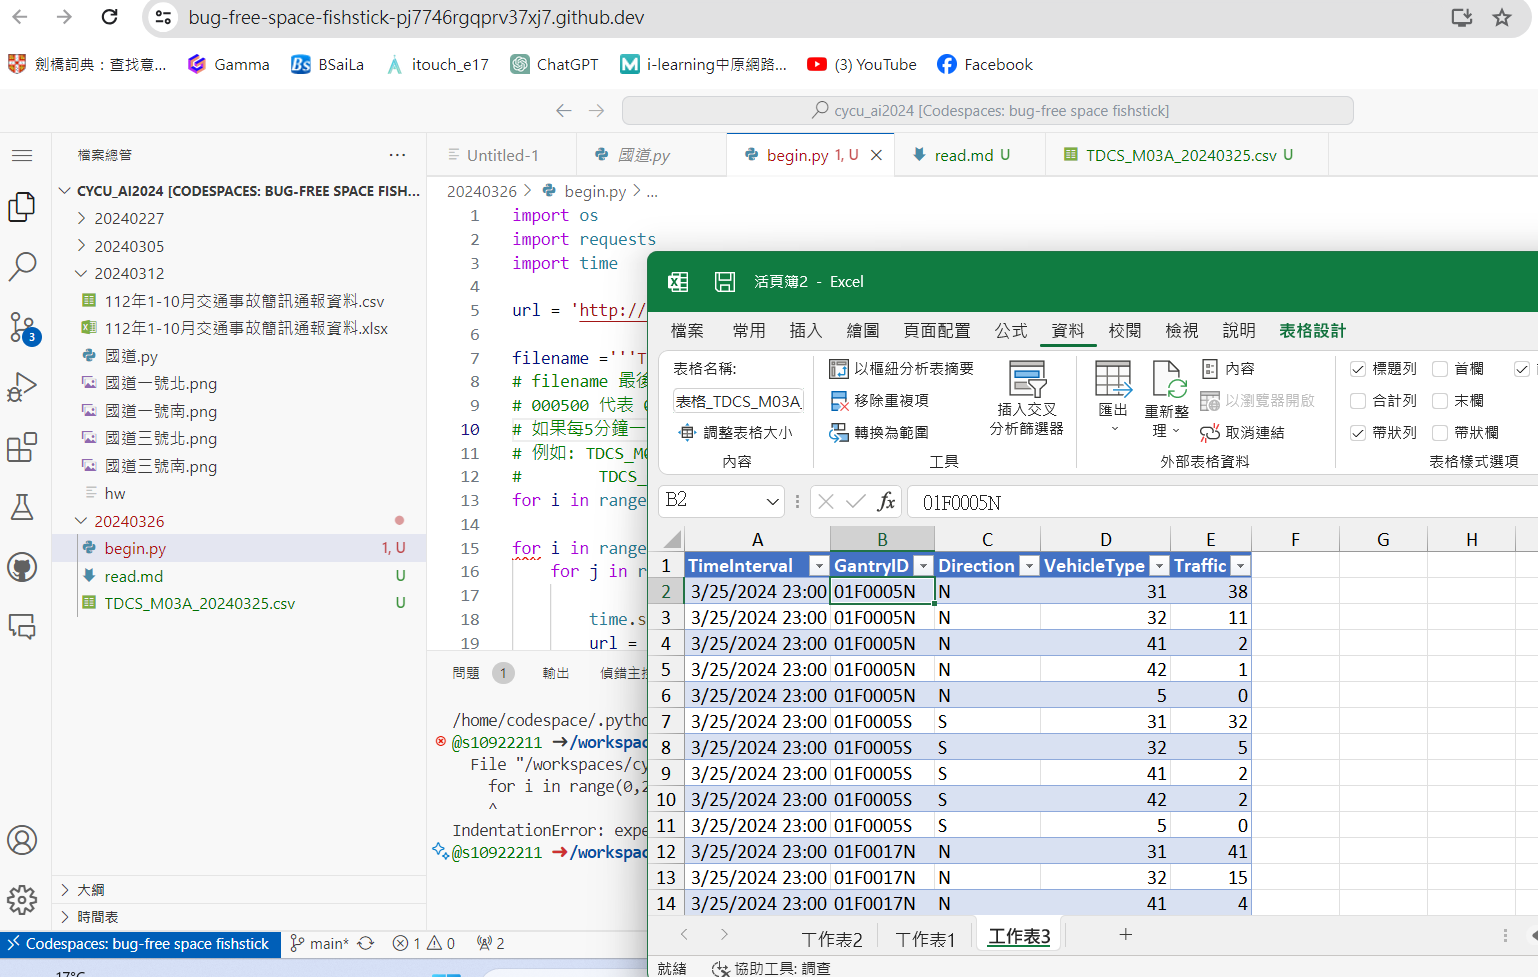 bug-free-space-fishstick-pj7746rgqprv37xj7.github.dev
劍橋詞典：查找意...
Gamma
BSaiLa
itouch_e17
ChatGPT
i-learning中原網路...
(3) YouTube
Facebook
cycu_ai2024 [Codespaces: bug-free space fishstick]
檔案總管
CYCU_AI2024 [CODESPACES: BUG-FREE SPACE FISH...
20240227
20240305
20240312
112年1-10月交通事故簡訊通報資料.csv
112年1-10月交通事故簡訊通報資料.xlsx
國道.py
國道一號北.png
國道一號南.png
國道三號北.png
國道三號南.png
hw
20240326
begin.py 1, U
read.md U
TDCS_M03A_20240325.csv U
大綱
時間表
3
Untitled-1
國道.py
begin.py 1, U
read.md U
TDCS_M03A_20240325.csv U
20240326 > begin.py > ...
1 import os
2 import requests
3 import time
4
5 url = 'http://
6
7 filename ='''T
8 # filename 最後
9 # 000500 代表
10 # 如果每5分鐘一
11 # 例如: TDCS_M0
12 # TDCS_
13 for i in range
14
15 for i in range
16 for j in r
17
18 time.s
19 url =
問題 1 輸出 偵錯主控
/home/codespace/.pytho
@s10922211 ➜/workspac
File "/workspaces/cy
for i in range(0,2
^
IndentationError: expe
@s10922211 ➜/workspac
活頁簿2 - Excel
檔案 常用 插入 繪圖 頁面配置 公式 資料 校閱 檢視 說明 表格設計
表格名稱:
表格_TDCS_M03A_
調整表格大小
內容
以樞紐分析表摘要
移除重複項
轉換為範圍
插入交叉
分析篩選器
工具
匯出
重新整
理
內容
以瀏覽器開啟
取消連結
外部表格資料
標題列 首欄
合計列 末欄
帶狀列 帶狀欄
表格樣式選項
B2 fx 01F0005N
A B C D E F G H
1 TimeInterval GantryID Direction VehicleType Traffic
2 3/25/2024 23:00 01F0005N N 31 38
3 3/25/2024 23:00 01F0005N N 32 11
4 3/25/2024 23:00 01F0005N N 41 2
5 3/25/2024 23:00 01F0005N N 42 1
6 3/25/2024 23:00 01F0005N N 5 0
7 3/25/2024 23:00 01F0005S S 31 32
8 3/25/2024 23:00 01F0005S S 32 5
9 3/25/2024 23:00 01F0005S S 41 2
10 3/25/2024 23:00 01F0005S S 42 2
11 3/25/2024 23:00 01F0005S S 5 0
12 3/25/2024 23:00 01F0017N N 31 41
13 3/25/2024 23:00 01F0017N N 32 15
14 3/25/2024 23:00 01F0017N N 41 4
工作表2 工作表1 工作表3
就緒 協助工具: 調查
Codespaces: bug-free space fishstick main* 1 0 2
17°C